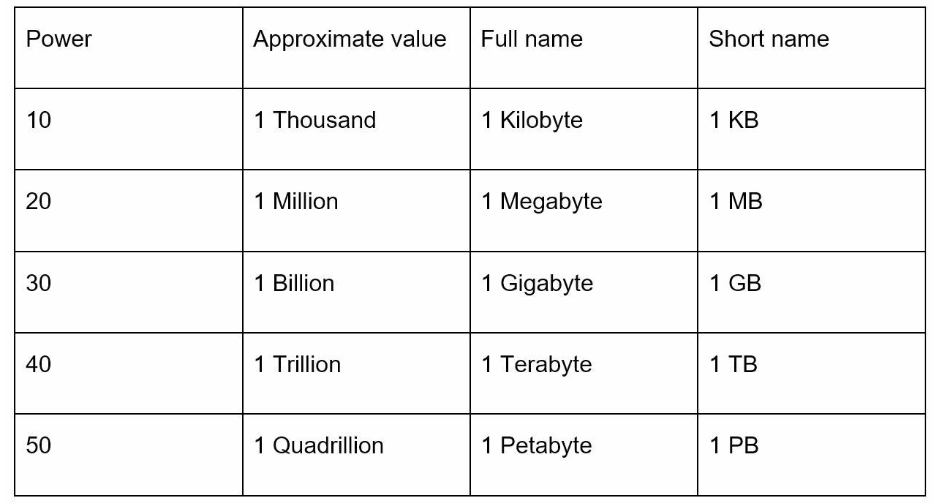 Power Approximate value Full name Short name
10 1 Thousand 1 Kilobyte 1 KB
20 1 Million 1 Megabyte 1 MB
30 1 Billion 1 Gigabyte 1 GB
40 1 Trillion 1 Terabyte 1 TB
50 1 Quadrillion 1 Petabyte 1 PB